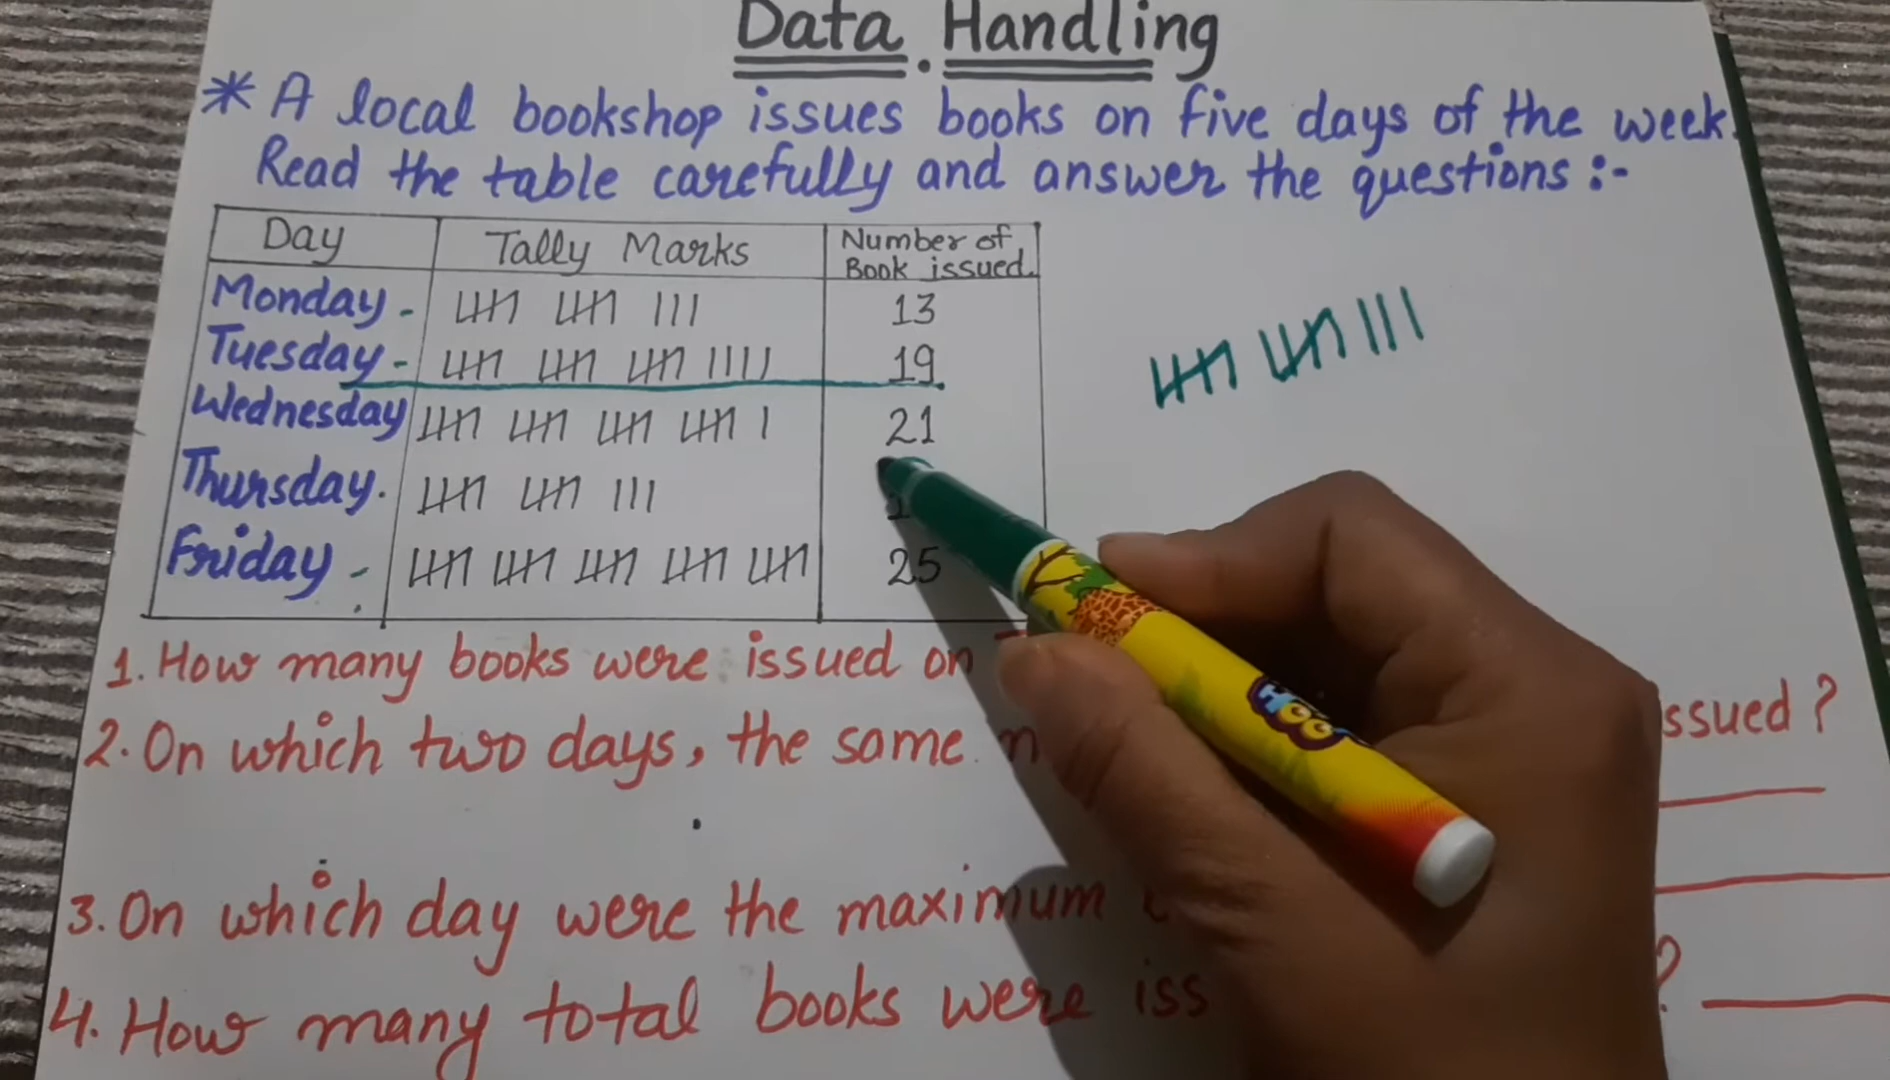 Data Handling
* A local bookshop issues books on five days of the week.
Read the table carefully and answer the questions :-
Day Tally Marks Number of Book issued.
Monday - 13
Tuesday - 19
Wednesday 21
Thursday.
Friday - 25
1. How many books were issued on
2. On which two days, the same issued?
3. On which day were the maximum
4. How many total books were ?